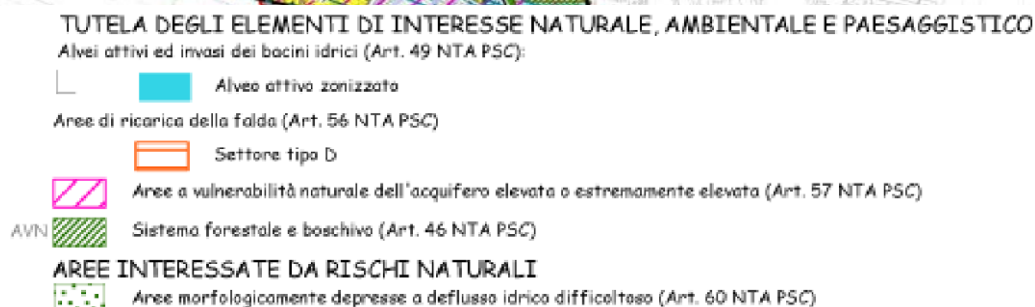 TUTELA DEGLI ELEMENTI DI INTERESSE NATURALE, AMBIENTALE E PAESAGGISTICO
Alvei attivi ed invasi dei bacini idrici (Art. 49 NTA PSC):
Alveo attivo zonizzato
Aree di ricarica della falda (Art. 56 NTA PSC)
Settore tipo D
Aree a vulnerabilità naturale dell'acquifero elevata o estremamente elevata (Art. 57 NTA PSC)
AVN Sistema forestale e boschivo (Art. 46 NTA PSC)
AREE INTERESSATE DA RISCHI NATURALI
Aree morfologicamente depresse a deflusso idrico difficoltoso (Art. 60 NTA PSC)